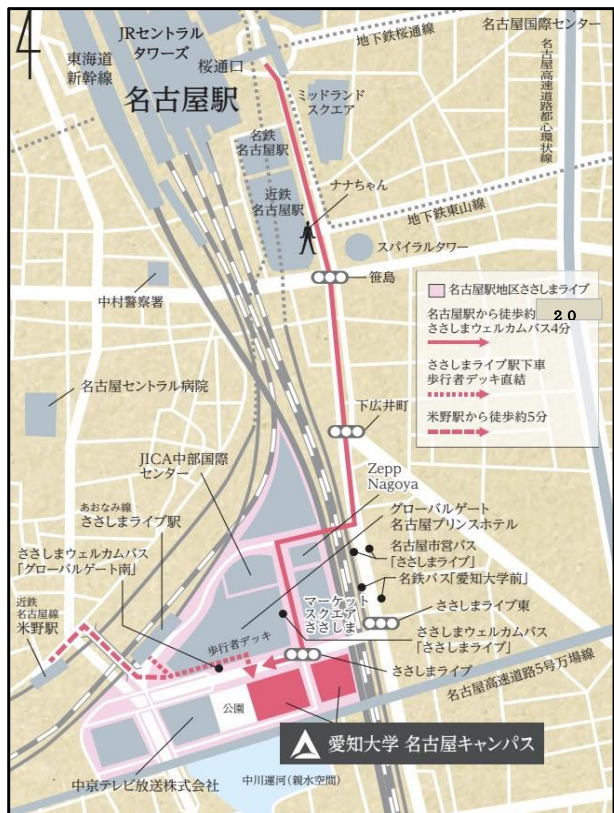 JRセントラル
タワーズ
桜通口
地下鉄桜通線
名古屋国際センター
東海道
新幹線
名古屋駅
ミッドランド
スクエア
名古屋高速道路都心環状線
名鉄
名古屋駅
近鉄
名古屋駅
ナナちゃん
地下鉄東山線
スパイラルタワー
笹島
中村警察署
名古屋駅地区ささしまライブ
名古屋駅から徒歩約 20
ささしまウェルカムバス4分
ささしまライブ駅下車
歩行者デッキ直結
米野駅から徒歩約5分
名古屋セントラル病院
下広井町
JICA中部国際
センター
Zepp
Nagoya
あおなみ線
ささしまライブ駅
グローバルゲート
名古屋プリンスホテル
ささしまウェルカムバス
「グローバルゲート南」
名古屋市営バス
「ささしまライブ」
名鉄バス「愛知大学前」
近鉄
名古屋線
米野駅
マーケット
スクエア
ささしま
ささしまライブ東
歩行者デッキ
ささしまウェルカムバス
「ささしまライブ」
ささしまライブ
名古屋高速道路5号万場線
公園
愛知大学 名古屋キャンパス
中京テレビ放送株式会社
中川運河(親水空間)